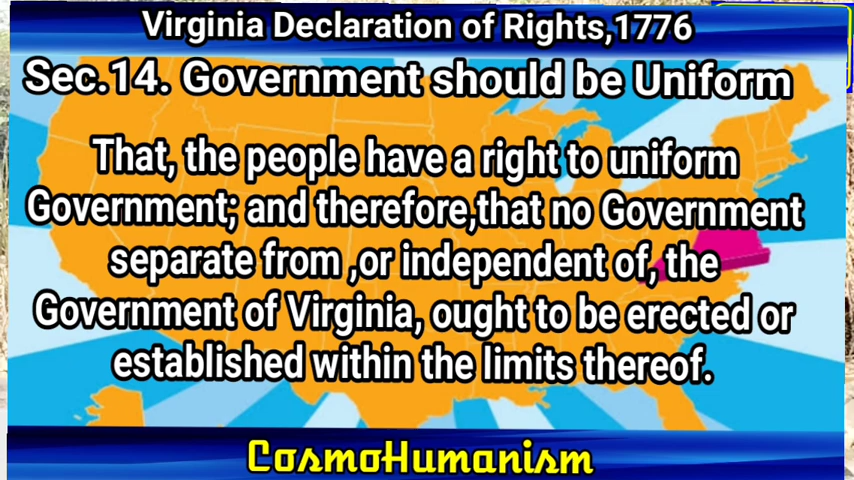 Virginia Declaration of Rights,1776
Sec.14. Government should be Uniform
That, the people have a right to uniform
Government; and therefore,that no Government
separate from ,or independent of, the
Government of Virginia, ought to be erected or
established within the limits thereof.
CosmoHumanism